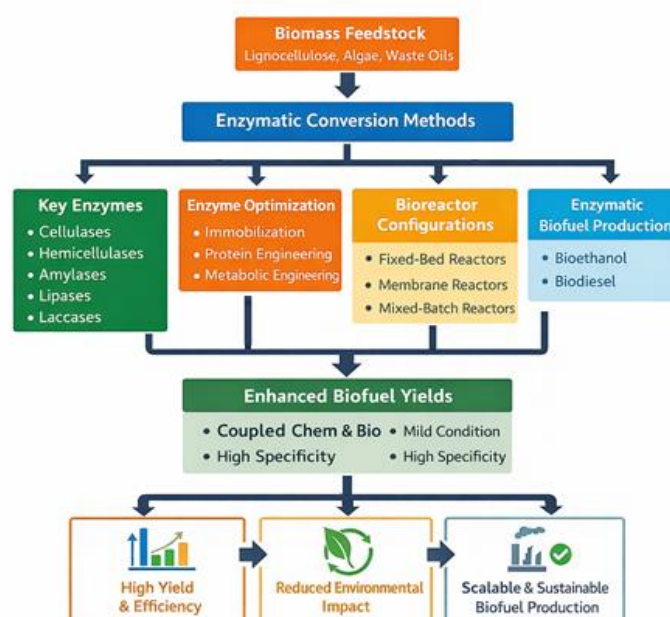 Biomass Feedstock
Lignocellulose, Algae, Waste Oils
Enzymatic Conversion Methods
Key Enzymes
• Cellulases
• Hemicellulases
• Amylases
• Lipases
• Laccases
Enzyme Optimization
• Immobilization
• Protein Engineering
• Metabolic Engineering
Bioreactor
Configurations
• Fixed-Bed Reactors
• Membrane Reactors
• Mixed-Batch Reactors
Enzymatic
Biofuel Production
• Bioethanol
• Biodiesel
Enhanced Biofuel Yields
• Coupled Chem & Bio
• High Specificity
• Mild Condition
• High Specificity
High Yield
& Efficiency
Reduced Environmental
Impact
Scalable & Sustainable
Biofuel Production